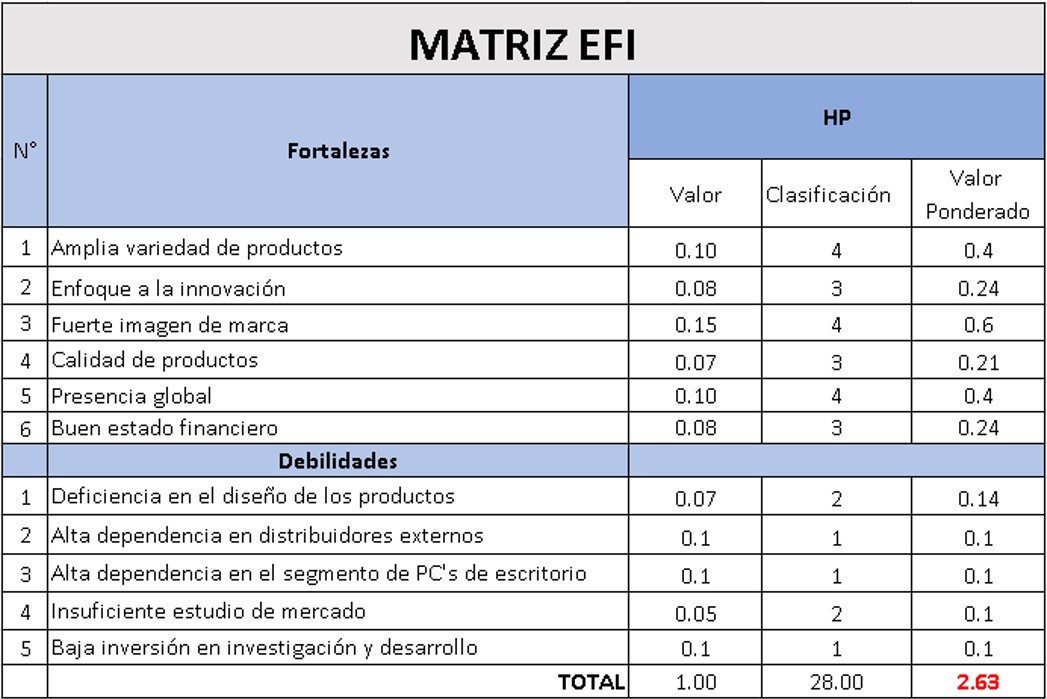 MATRIZ EFI
N° Fortalezas HP
Valor Clasificación Valor Ponderado
1 Amplia variedad de productos 0.10 4 0.4
2 Enfoque a la innovación 0.08 3 0.24
3 Fuerte imagen de marca 0.15 4 0.6
4 Calidad de productos 0.07 3 0.21
5 Presencia global 0.10 4 0.4
6 Buen estado financiero 0.08 3 0.24
Debilidades
1 Deficiencia en el diseño de los productos 0.07 2 0.14
2 Alta dependencia en distribuidores externos 0.1 1 0.1
3 Alta dependencia en el segmento de PC's de escritorio 0.1 1 0.1
4 Insuficiente estudio de mercado 0.05 2 0.1
5 Baja inversión en investigación y desarrollo 0.1 1 0.1
TOTAL 1.00 28.00 2.63